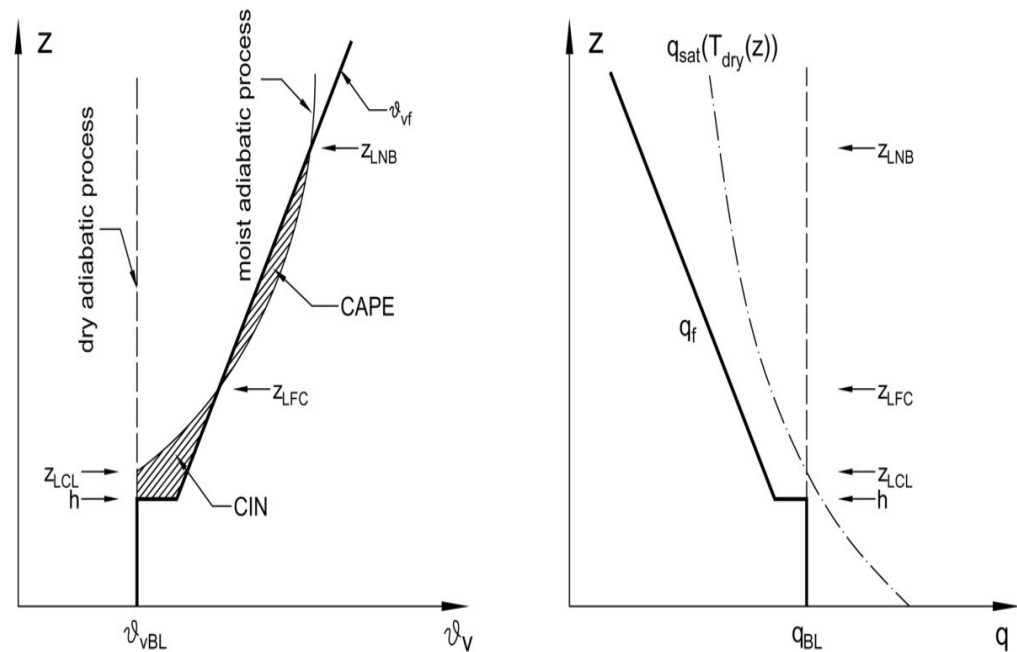 z
dry adiabatic process
moist adiabatic process
ϑvf
zLNB
CAPE
zLFC
zLCL
h
CIN
ϑvBL
ϑv
z
qsat(Tdry(z))
zLNB
qf
zLFC
zLCL
h
qBL
q